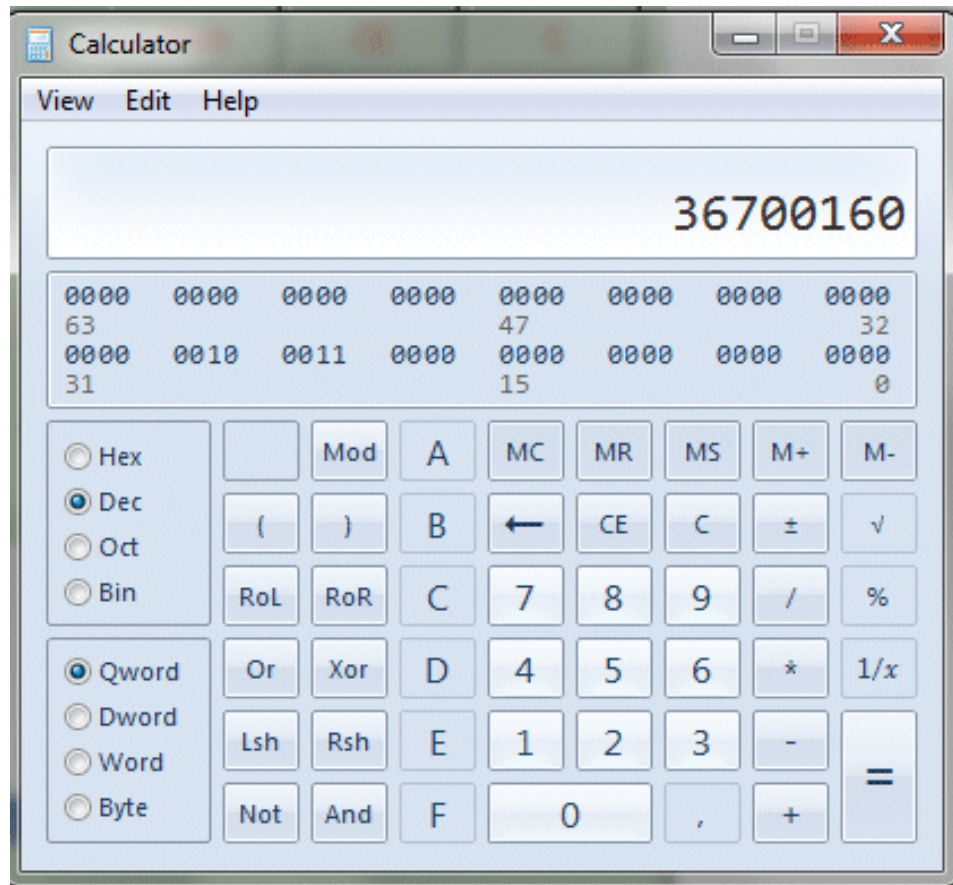 Calculator
View Edit Help
36700160
0000 0000 0000 0000 0000 0000 0000 0000
63 47 32
0000 0010 0011 0000 0000 0000 0000 0000
31 15 0
Hex Mod A MC MR MS M+ M-
Dec ( ) B ← CE C ± √
Oct
Bin RoL RoR C 7 8 9 / %
Qword Or Xor D 4 5 6 * 1/x
Dword Lsh Rsh E 1 2 3 - =
Word
Byte Not And F 0 , +